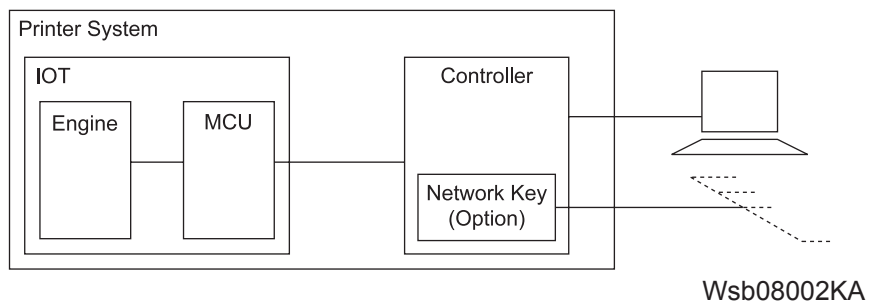 Printer System
IOT
Controller
Engine
MCU
Network Key
(Option)
Wsb08002KA